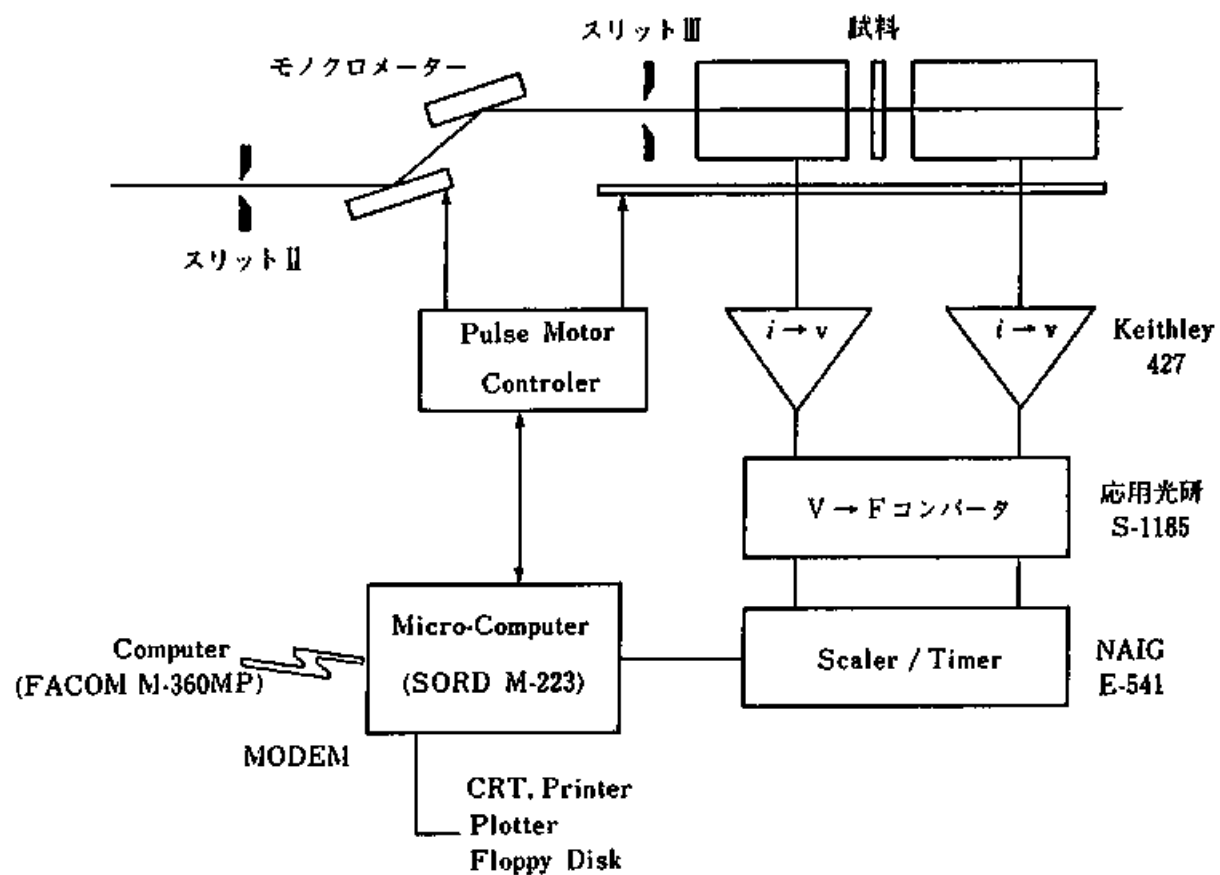 スリットIII
試料
モノクロメーター
スリットII
Pulse Motor
Controler
i→v
i→v
Keithley
427
V→Fコンバータ
応用光研
S-1185
Micro-Computer
(SORD M-223)
Computer
(FACOM M-360MP)
Scaler / Timer
NAIG
E-541
MODEM
CRT, Printer
Plotter
Floppy Disk